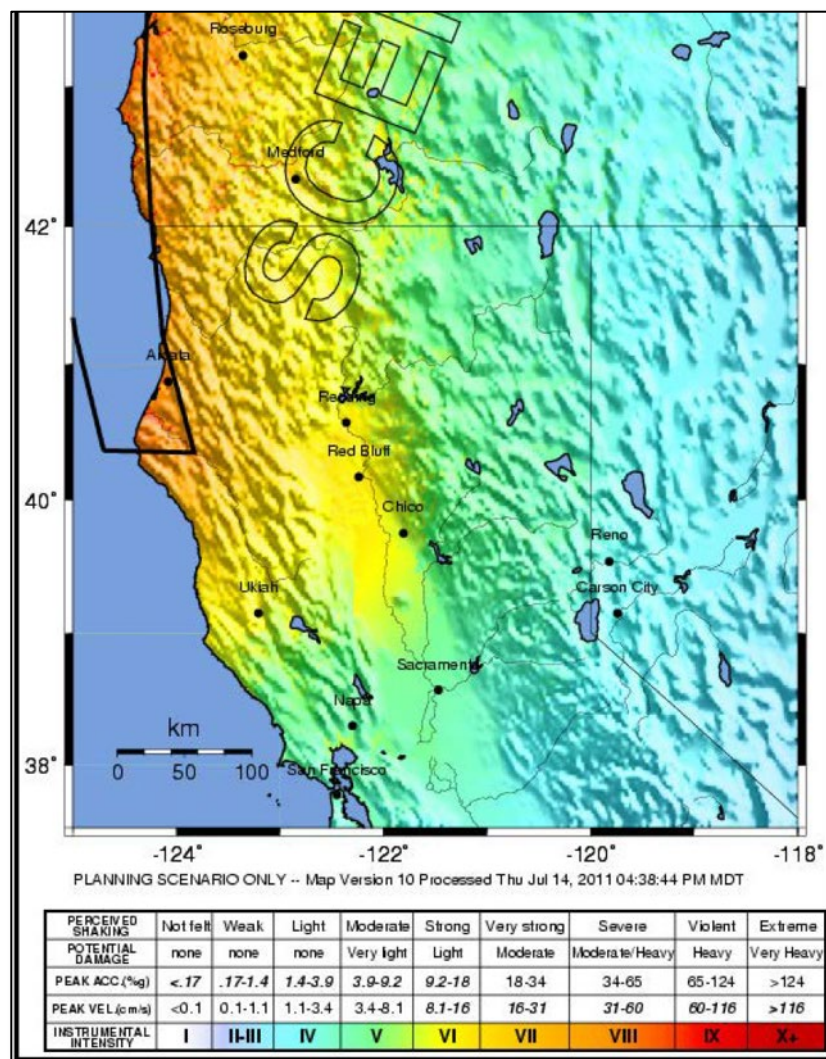 Roseburg
SCE
Medford
42°
Arcata
Redding
Red Bluff
40°
Chico
Reno
Ukiah
Carson City
Sacramento
Napa
km
38°
0 50 100
San Francisco
-124° -122° -120° -118°
PLANNING SCENARIO ONLY -- Map Version 10 Processed Thu Jul 14, 2011 04:38:44 PM MDT
PERCEIVED SHAKING Not felt Weak Light Moderate Strong Very strong Severe Violent Extreme
POTENTIAL DAMAGE none none none Very light Light Moderate Moderate/Heavy Heavy Very Heavy
PEAK ACC.(%g) <.17 .17-1.4 1.4-3.9 3.9-9.2 9.2-18 18-34 34-65 65-124 >124
PEAK VEL.(cm/s) <0.1 0.1-1.1 1.1-3.4 3.4-8.1 8.1-16 16-31 31-60 60-116 >116
INSTRUMENTAL INTENSITY I II-III IV V VI VII VIII IX X+